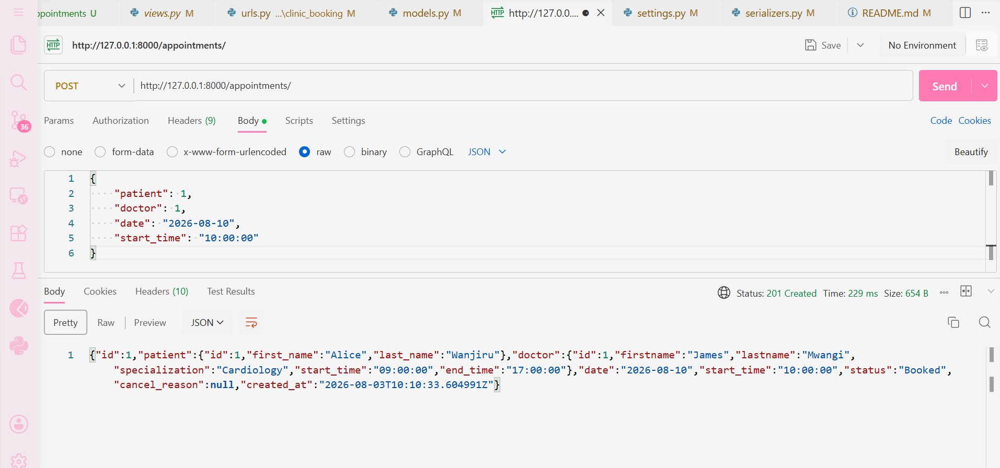 ppointments U views.py M urls.py ...\clinic_booking M models.py M HTTP http://127.0.0.... settings.py M serializers.py M README.md M
HTTP http://127.0.0.1:8000/appointments/ Save No Environment
POST http://127.0.0.1:8000/appointments/ Send
Params Authorization Headers (9) Body Scripts Settings Code Cookies
36
none form-data x-www-form-urlencoded raw binary GraphQL JSON Beautify
1 {
2 "patient": 1,
3 "doctor": 1,
4 "date": "2026-08-10",
5 "start_time": "10:00:00"
6 }
Body Cookies Headers (10) Test Results Status: 201 Created Time: 229 ms Size: 654 B
Pretty Raw Preview JSON
1 {"id":1,"patient":{"id":1,"first_name":"Alice","last_name":"Wanjiru"},"doctor":{"id":1,"firstname":"James","lastname":"Mwangi",
"specialization":"Cardiology","start_time":"09:00:00","end_time":"17:00:00"},"date":"2026-08-10","start_time":"10:00:00","status":"Booked",
"cancel_reason":null,"created_at":"2026-08-03T10:10:33.604991Z"}